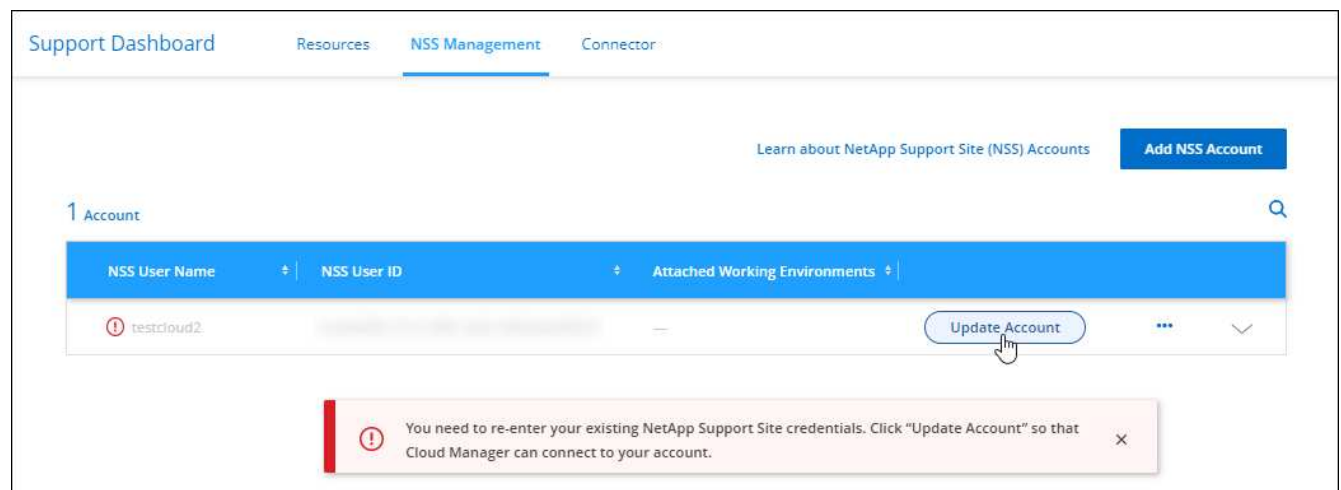 Support Dashboard Resources NSS Management Connector
Learn about NetApp Support Site (NSS) Accounts Add NSS Account
1 Account
NSS User Name NSS User ID Attached Working Environments
testcloud2 — Update Account
You need to re-enter your existing NetApp Support Site credentials. Click “Update Account” so that
Cloud Manager can connect to your account.